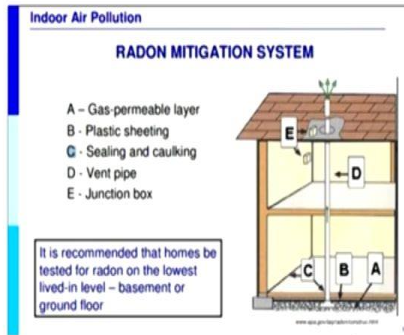 Indoor Air Pollution
RADON MITIGATION SYSTEM
A – Gas-permeable layer
B - Plastic sheeting
C - Sealing and caulking
D - Vent pipe
E - Junction box
It is recommended that homes be
tested for radon on the lowest
lived-in level – basement or
ground floor
E
D
C
B
A